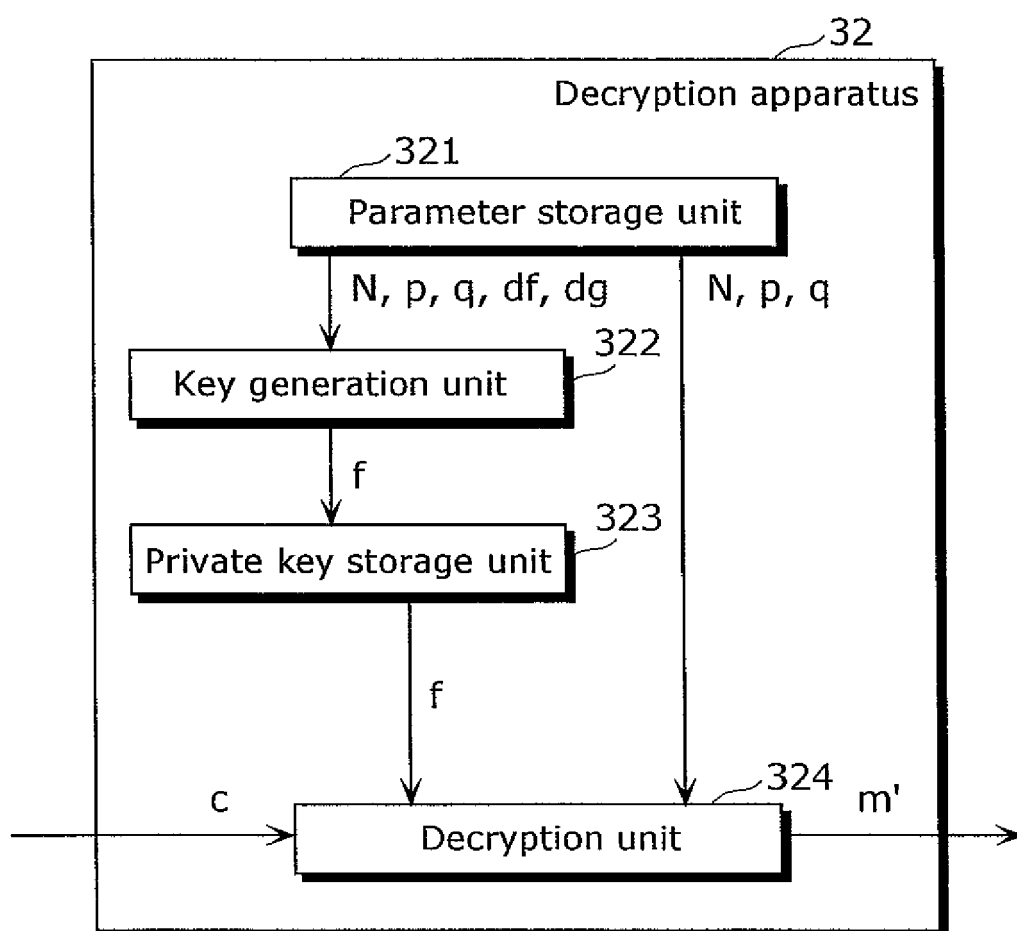 32
Decryption apparatus
321
Parameter storage unit
N, p, q, df, dg
N, p, q
322
Key generation unit
f
323
Private key storage unit
f
324
c
m'
Decryption unit